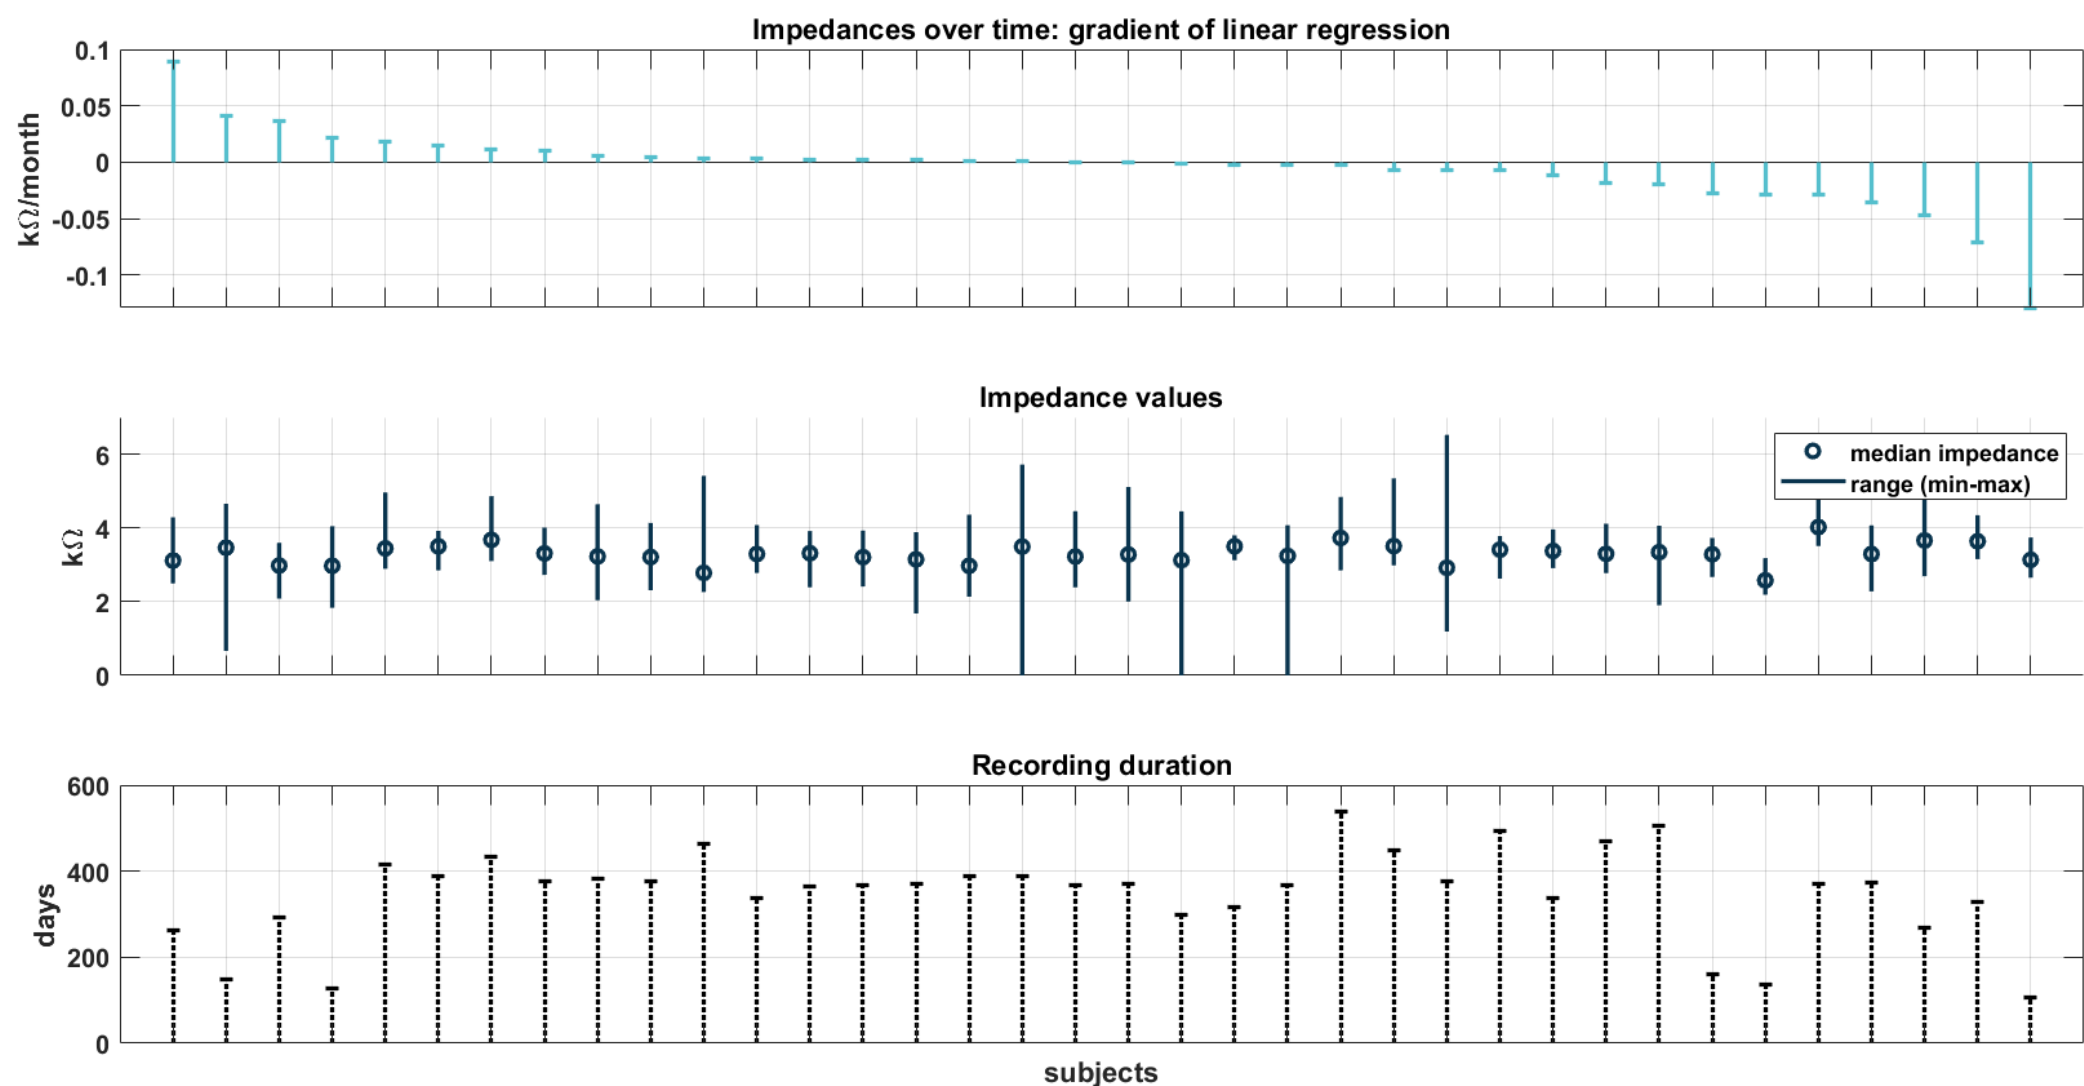 Impedances over time: gradient of linear regression
0.1
0.05
0
-0.05
-0.1
kΩ/month
Impedance values
6
4
2
0
kΩ
median impedance
range (min-max)
Recording duration
600
400
200
0
days
subjects